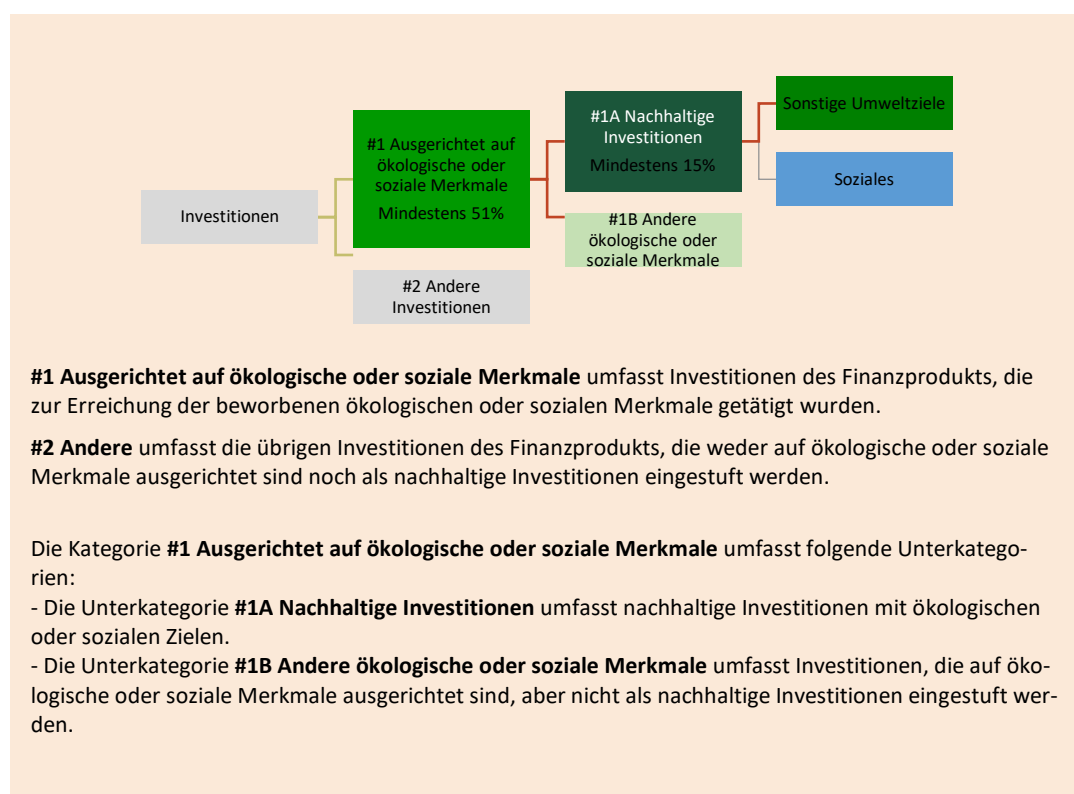 Investitionen
#1 Ausgerichtet auf
ökologische oder
soziale Merkmale
Mindestens 51%
#2 Andere
Investitionen
#1A Nachhaltige
Investitionen
Mindestens 15%
#1B Andere
ökologische oder
soziale Merkmale
Sonstige Umweltziele
Soziales
#1 Ausgerichtet auf ökologische oder soziale Merkmale umfasst Investitionen des Finanzprodukts, die
zur Erreichung der beworbenen ökologischen oder sozialen Merkmale getätigt wurden.
#2 Andere umfasst die übrigen Investitionen des Finanzprodukts, die weder auf ökologische oder soziale
Merkmale ausgerichtet sind noch als nachhaltige Investitionen eingestuft werden.
Die Kategorie #1 Ausgerichtet auf ökologische oder soziale Merkmale umfasst folgende Unterkatego-
rien:
- Die Unterkategorie #1A Nachhaltige Investitionen umfasst nachhaltige Investitionen mit ökologischen
oder sozialen Zielen.
- Die Unterkategorie #1B Andere ökologische oder soziale Merkmale umfasst Investitionen, die auf öko-
logische oder soziale Merkmale ausgerichtet sind, aber nicht als nachhaltige Investitionen eingestuft wer-
den.